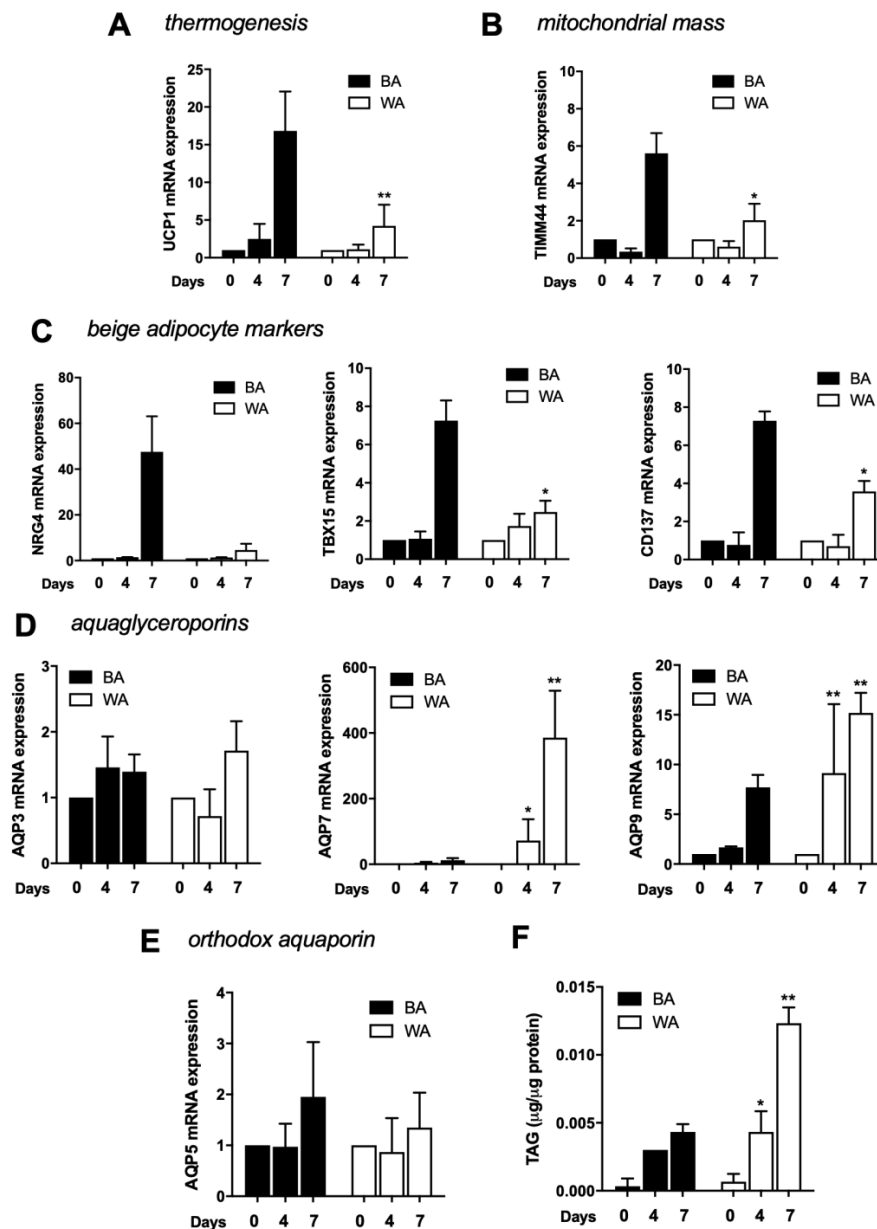 A thermogenesis
UCP1 mRNA expression
25
20
15
10
5
0
BA
WA
**
Days 0 4 7 0 4 7
B mitochondrial mass
TIMM44 mRNA expression
10
8
6
4
2
0
BA
WA
*
Days 0 4 7 0 4 7
C beige adipocyte markers
NRG4 mRNA expression
80
60
40
20
0
BA
WA
Days 0 4 7 0 4 7
TBX15 mRNA expression
10
8
6
4
2
0
BA
WA
*
Days 0 4 7 0 4 7
CD137 mRNA expression
10
8
6
4
2
0
BA
WA
*
Days 0 4 7 0 4 7
D aquaglyceroporins
AQP3 mRNA expression
3
2
1
0
BA
WA
Days 0 4 7 0 4 7
AQP7 mRNA expression
600
400
200
0
BA
WA
*
**
Days 0 4 7 0 4 7
AQP9 mRNA expression
20
15
10
5
0
BA
WA
**
**
Days 0 4 7 0 4 7
E orthodox aquaporin
AQP5 mRNA expression
4
3
2
1
0
BA
WA
Days 0 4 7 0 4 7
F
TAG (μg/μg protein)
0.015
0.010
0.005
0.000
BA
WA
*
**
Days 0 4 7 0 4 7